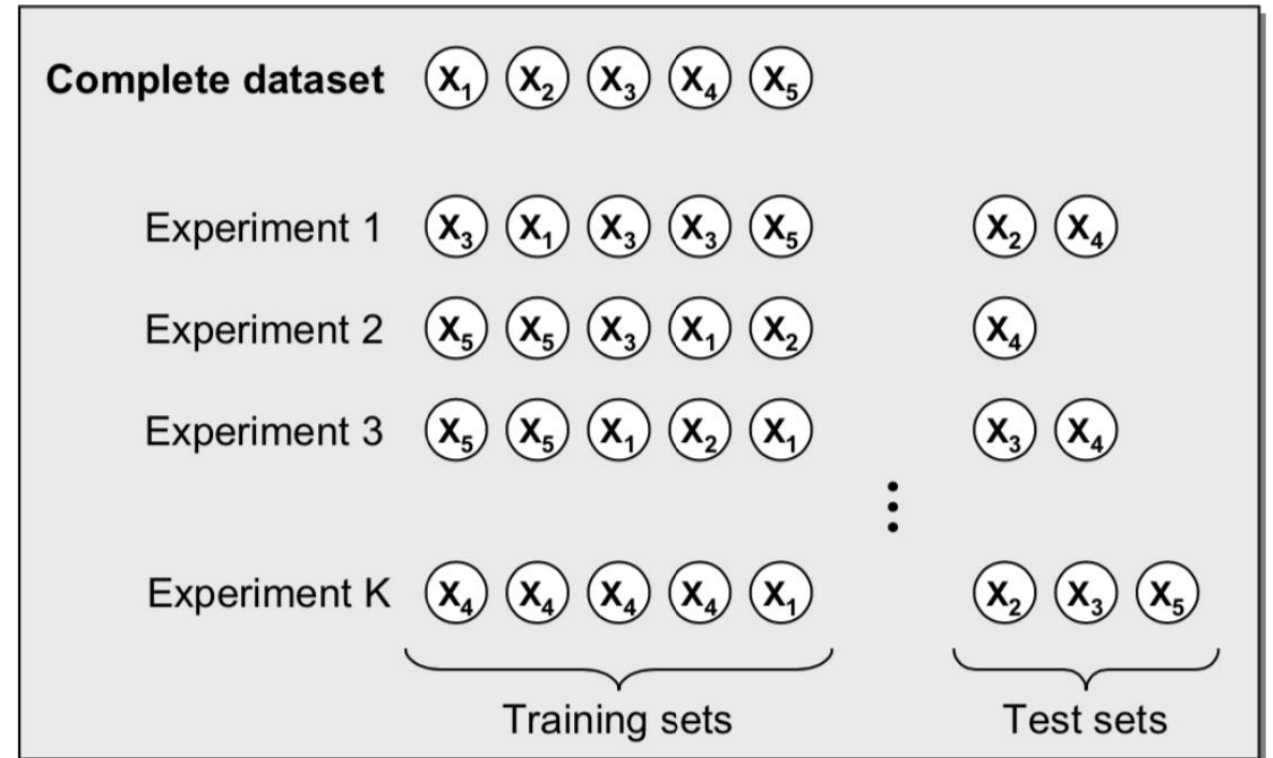 Complete dataset X₁ X₂ X₃ X₄ X₅
Experiment 1 X₃ X₁ X₃ X₃ X₅ X₂ X₄
Experiment 2 X₅ X₅ X₃ X₁ X₂ X₄
Experiment 3 X₅ X₅ X₁ X₂ X₁ X₃ X₄
Experiment K X₄ X₄ X₄ X₄ X₁ X₂ X₃ X₅
Training sets Test sets